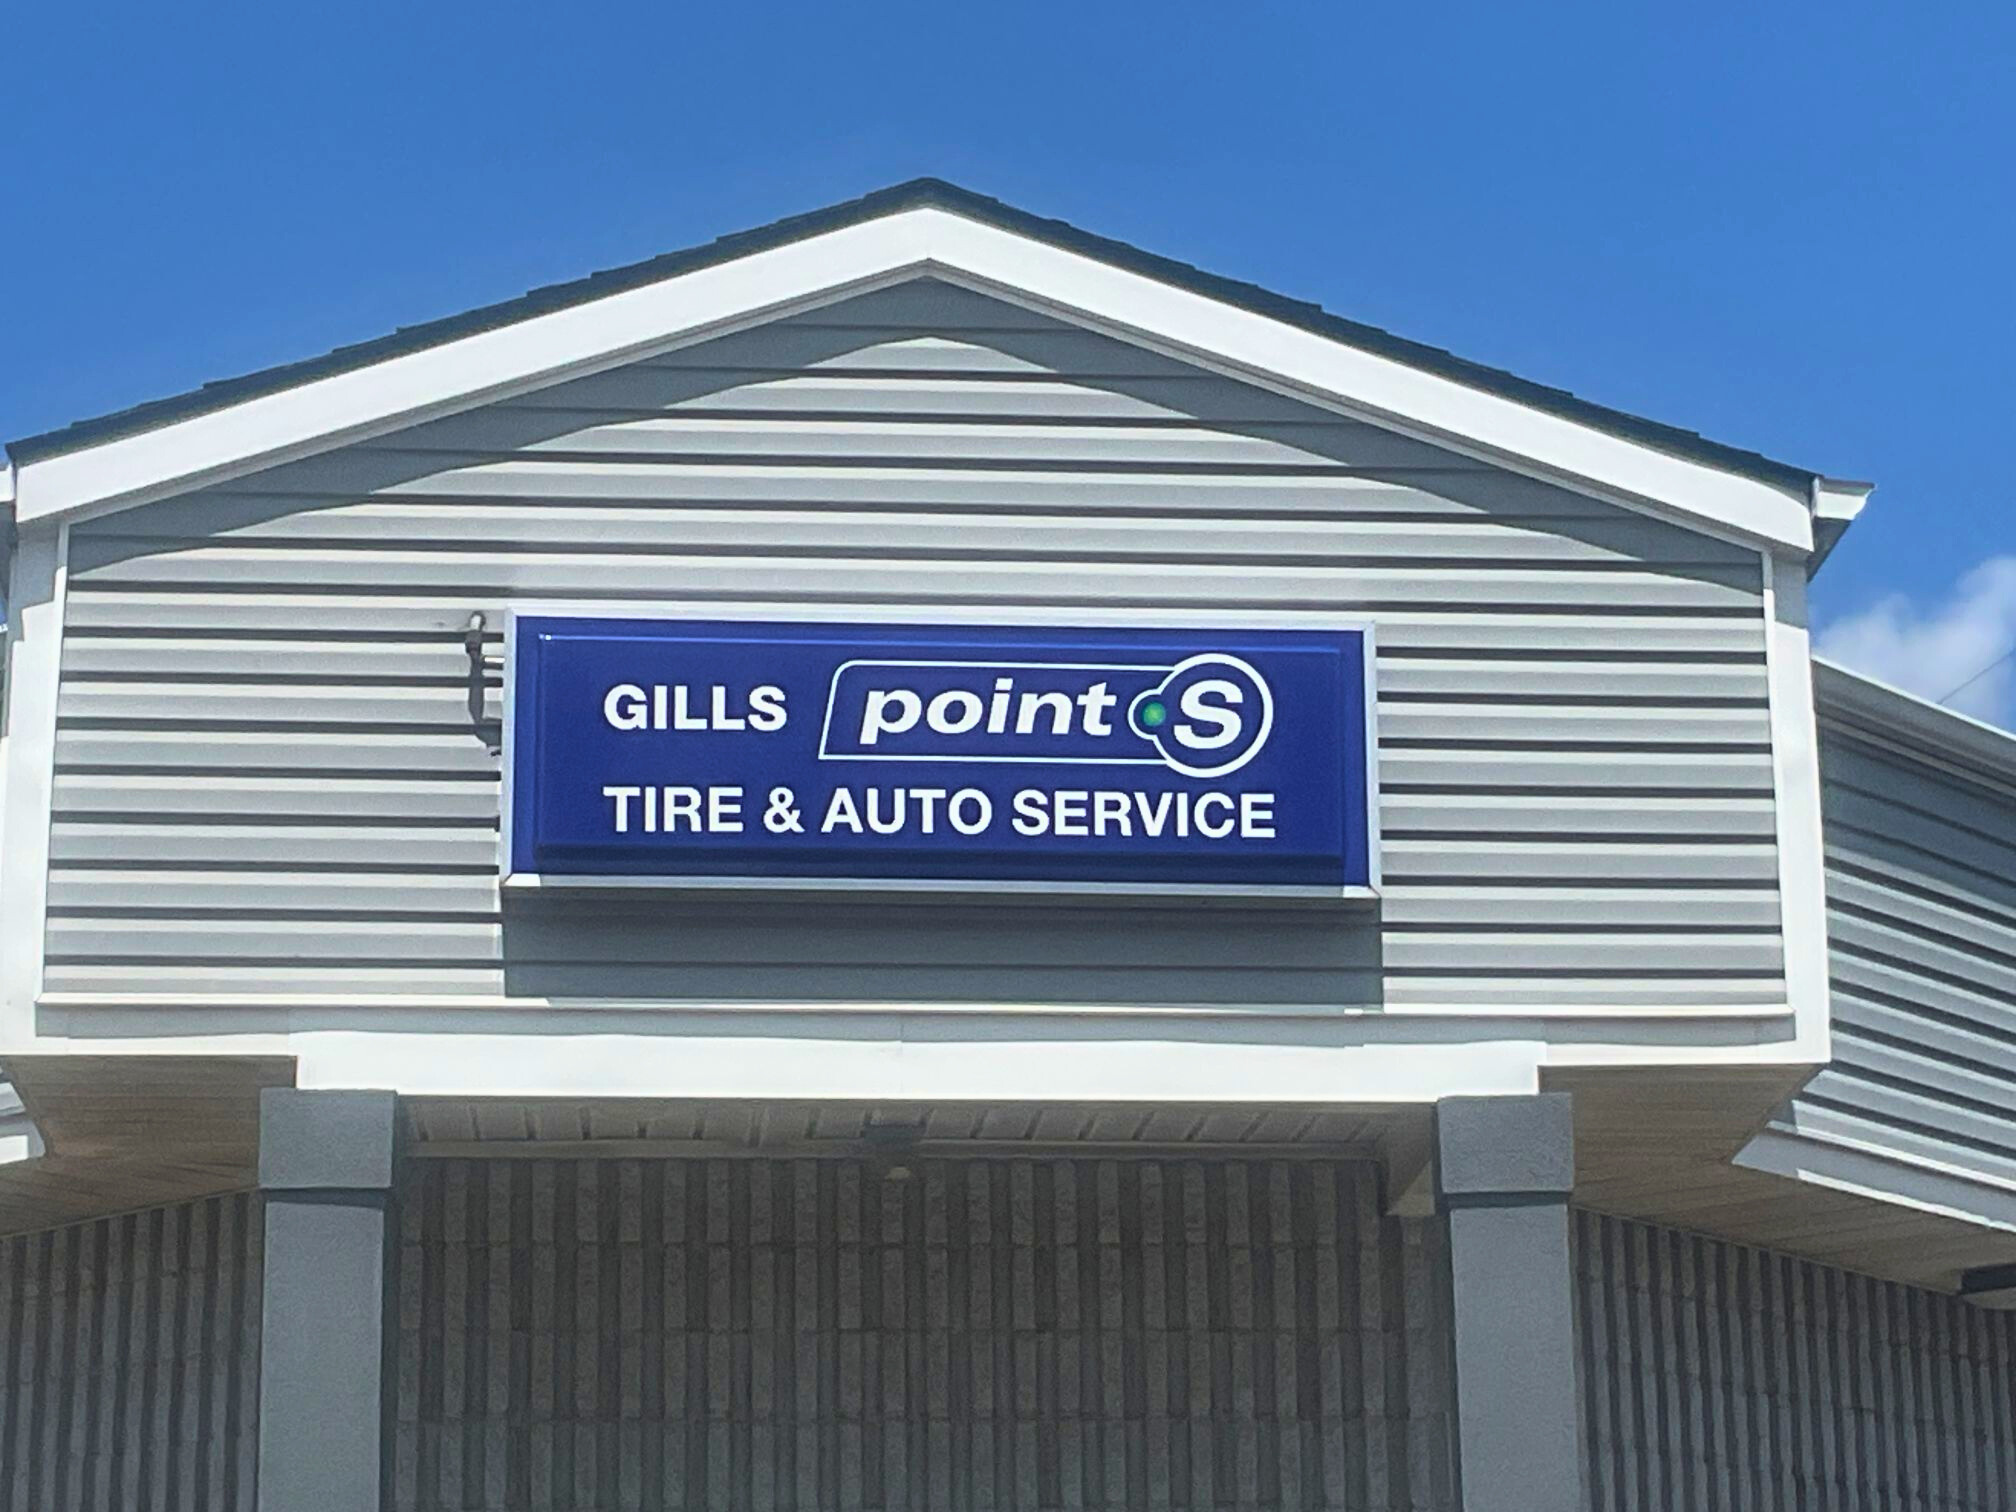 GILLS point S
TIRE & AUTO SERVICE